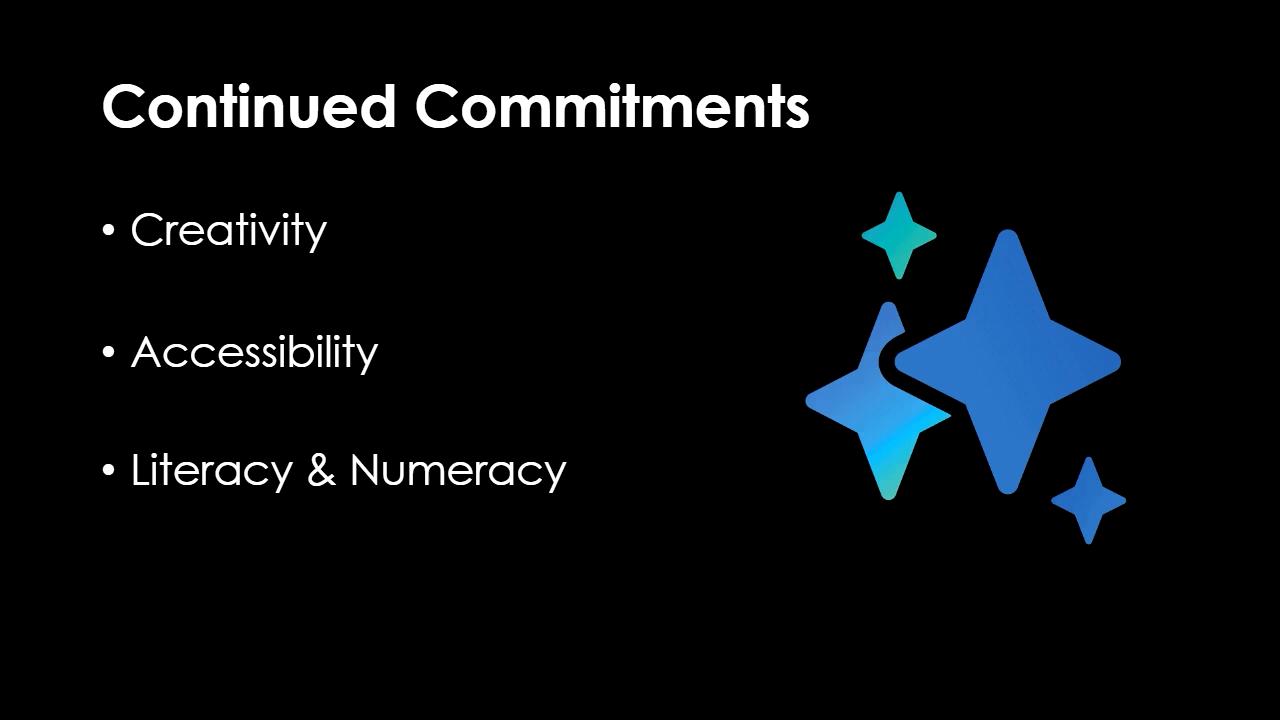 Continued Commitments
• Creativity
• Accessibility
• Literacy & Numeracy